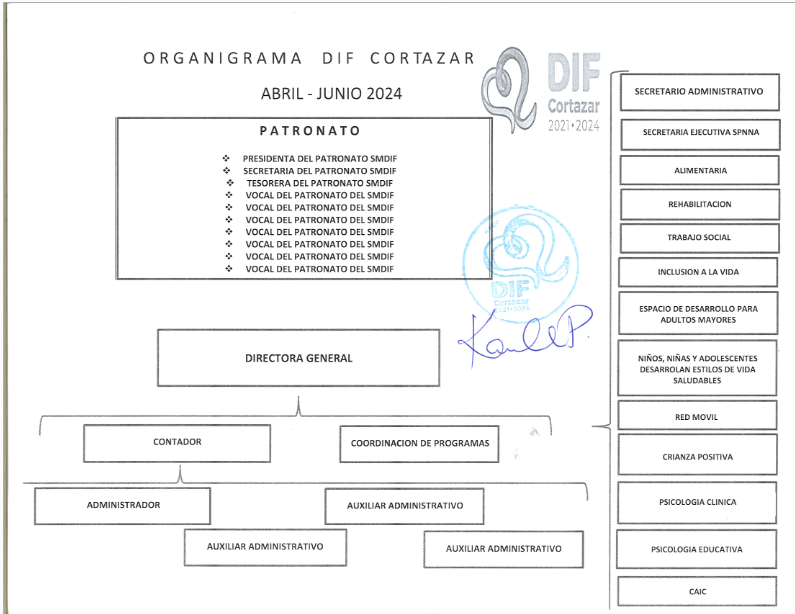 ORGANIGRAMA DIF CORTAZAR
ABRIL - JUNIO 2024
DIF
Cortazar
2021•2024
PATRONATO
❖ PRESIDENTA DEL PATRONATO SMDIF
❖ SECRETARIA DEL PATRONATO SMDIF
❖ TESORERA DEL PATRONATO SMDIF
❖ VOCAL DEL PATRONATO DEL SMDIF
❖ VOCAL DEL PATRONATO DEL SMDIF
❖ VOCAL DEL PATRONATO DEL SMDIF
❖ VOCAL DEL PATRONATO DEL SMDIF
❖ VOCAL DEL PATRONATO DEL SMDIF
❖ VOCAL DEL PATRONATO DEL SMDIF
❖ VOCAL DEL PATRONATO DEL SMDIF
DIF
Cortazar
2021•2024
DIRECTORA GENERAL
CONTADOR
COORDINACION DE PROGRAMAS
ADMINISTRADOR
AUXILIAR ADMINISTRATIVO
AUXILIAR ADMINISTRATIVO
AUXILIAR ADMINISTRATIVO
SECRETARIO ADMINISTRATIVO
SECRETARIA EJECUTIVA SPNNA
ALIMENTARIA
REHABILITACION
TRABAJO SOCIAL
INCLUSION A LA VIDA
ESPACIO DE DESARROLLO PARA
ADULTOS MAYORES
NIÑOS, NIÑAS Y ADOLESCENTES
DESARROLAN ESTILOS DE VIDA
SALUDABLES
RED MOVIL
CRIANZA POSITIVA
PSICOLOGIA CLINICA
PSICOLOGIA EDUCATIVA
CAIC